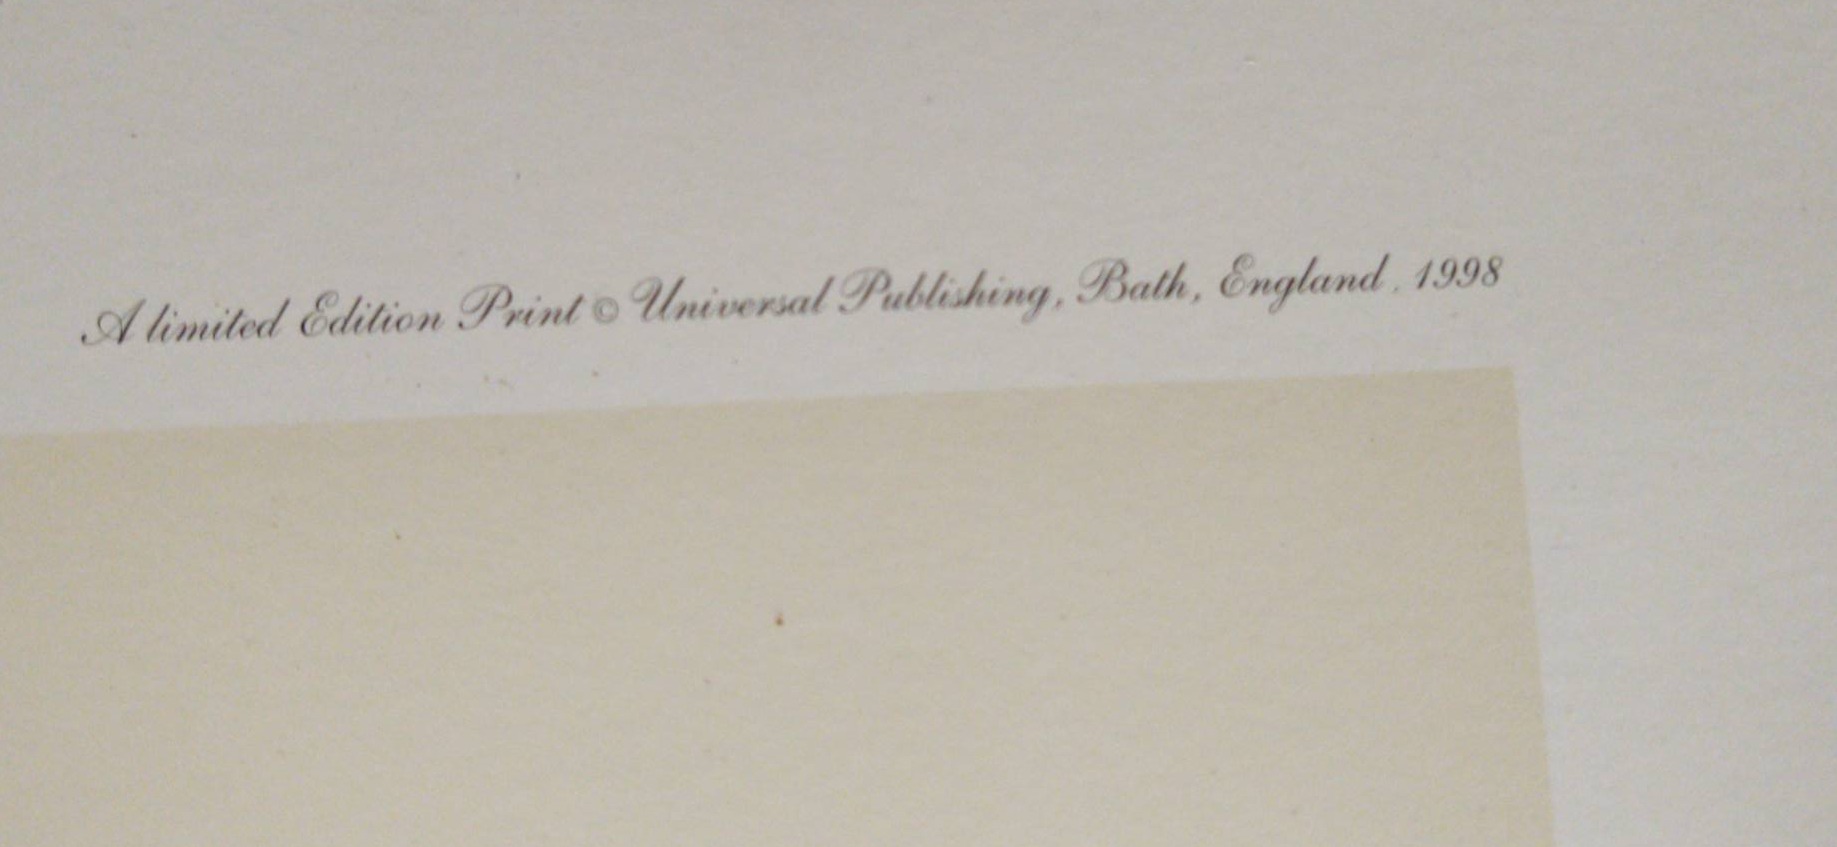 A limited Edition Print © Universal Publishing, Bath, England. 1998